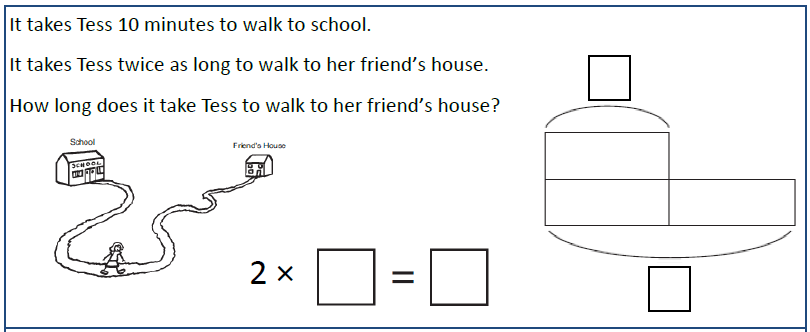 It takes Tess 10 minutes to walk to school.
It takes Tess twice as long to walk to her friend's house.
How long does it take Tess to walk to her friend's house?
School
Friend's House
SCHOOL
2 × =